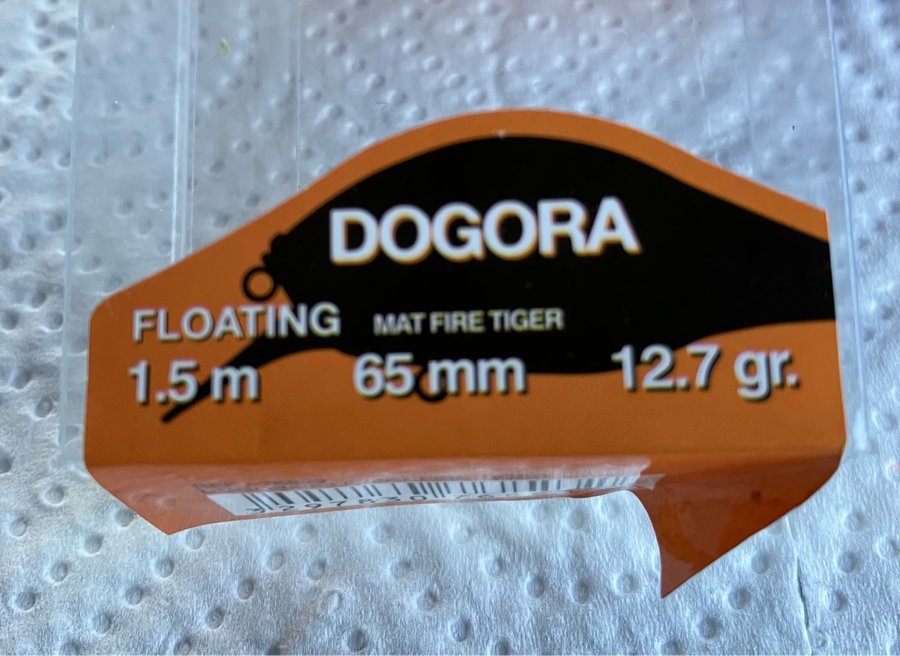 DOGORA
FLOATING MAT FIRE TIGER
1.5 m 65 mm 12.7 gr.